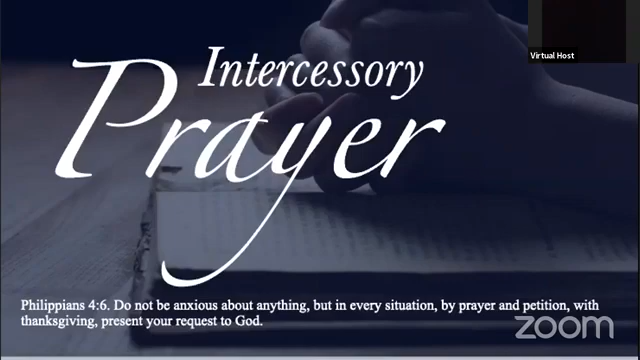 Virtual Host
Intercessory
Prayer
Philippians 4:6. Do not be anxious about anything, but in every situation, by prayer and petition, with
thanksgiving, present your request to God.
zoom